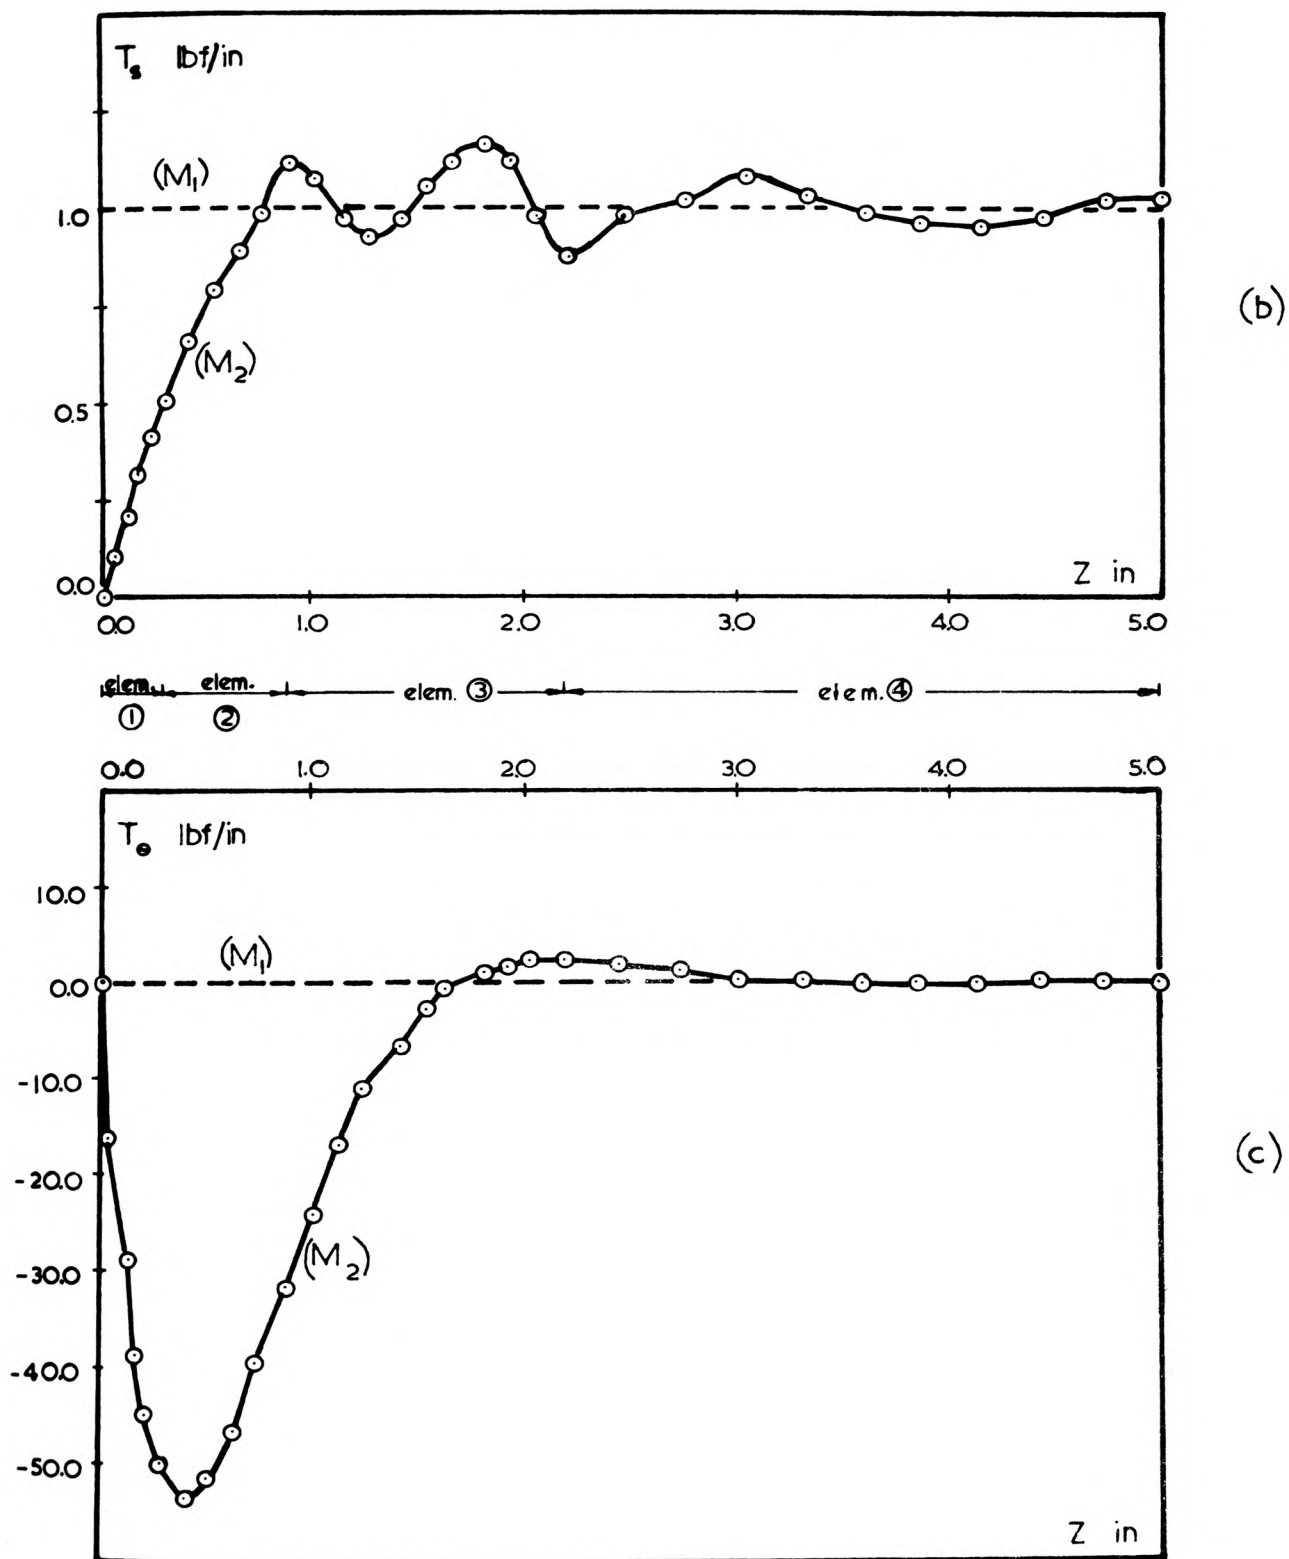 Tₛ lbf/in
(M₁)
1.0
(M₂)
(b)
0.5
0.0
Z in
0.0 1.0 2.0 3.0 4.0 5.0
elem. elem. elem. ③ elem. ④
① ②
0.0 1.0 2.0 3.0 4.0 5.0
T_θ lbf/in
10.0
(M₁)
0.0
-10.0
(c)
-20.0
(M₂)
-30.0
-40.0
-50.0
Z in